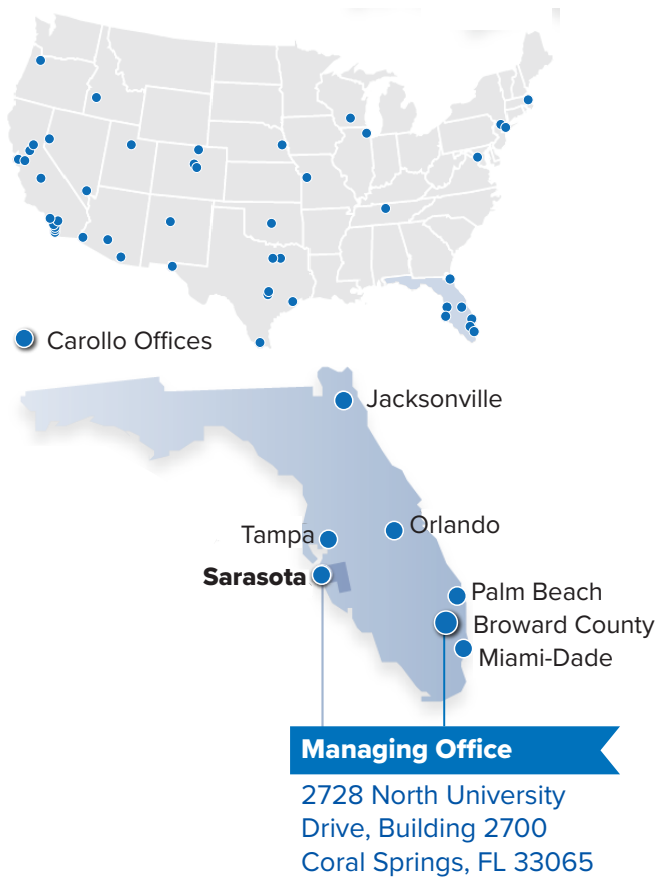 Carollo Offices
Jacksonville
Orlando
Tampa
Sarasota
Palm Beach
Broward County
Miami-Dade
Managing Office
2728 North University
Drive, Building 2700
Coral Springs, FL 33065